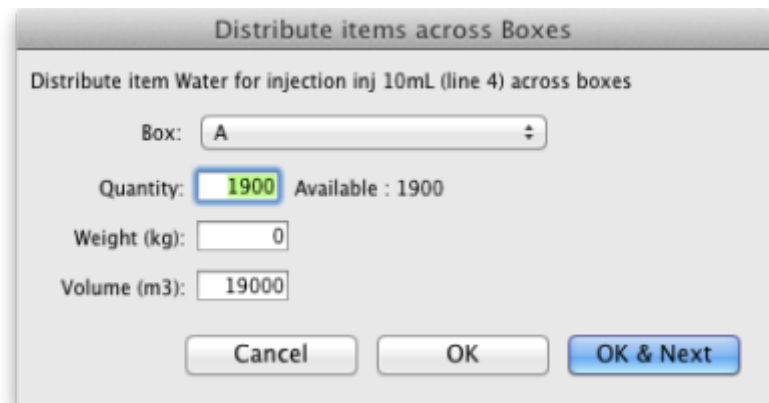 Distribute items across Boxes
Distribute item Water for injection inj 10mL (line 4) across boxes
Box: A
Quantity: 1900 Available : 1900
Weight (kg): 0
Volume (m3): 19000
Cancel OK OK & Next